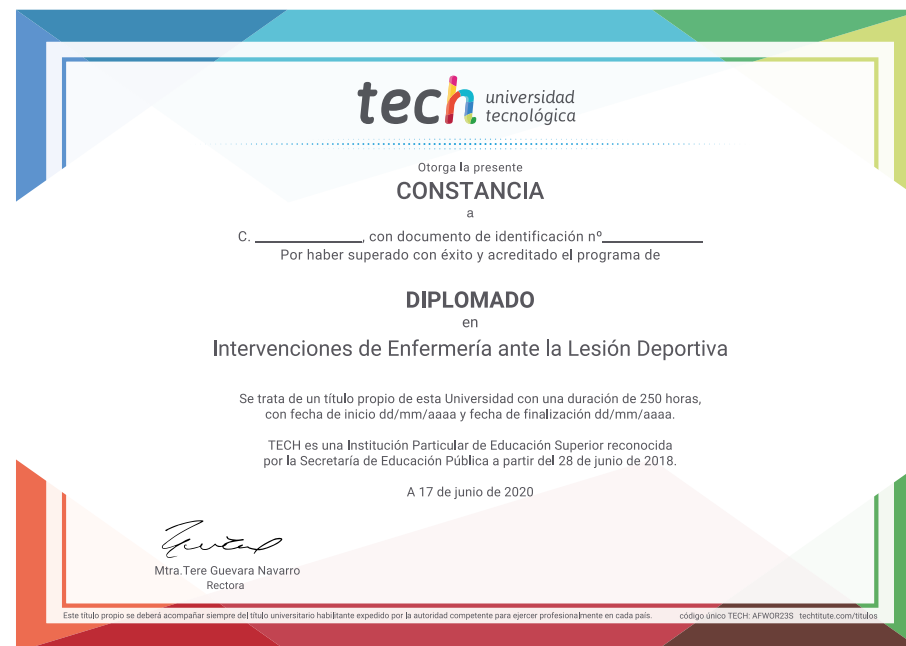 tech universidad
tecnológica
Otorga la presente
CONSTANCIA
a
C. ______________, con documento de identificación nº_____________
Por haber superado con éxito y acreditado el programa de
DIPLOMADO
en
Intervenciones de Enfermería ante la Lesión Deportiva
Se trata de un título propio de esta Universidad con una duración de 250 horas,
con fecha de inicio dd/mm/aaaa y fecha de finalización dd/mm/aaaa.
TECH es una Institución Particular de Educación Superior reconocida
por la Secretaría de Educación Pública a partir del 28 de junio de 2018.
A 17 de junio de 2020
Mtra.Tere Guevara Navarro
Rectora
Este título propio se deberá acompañar siempre del título universitario habilitante expedido por la autoridad competente para ejercer profesionalmente en cada país. código único TECH: AFWOR23S techtitute.com/titulos